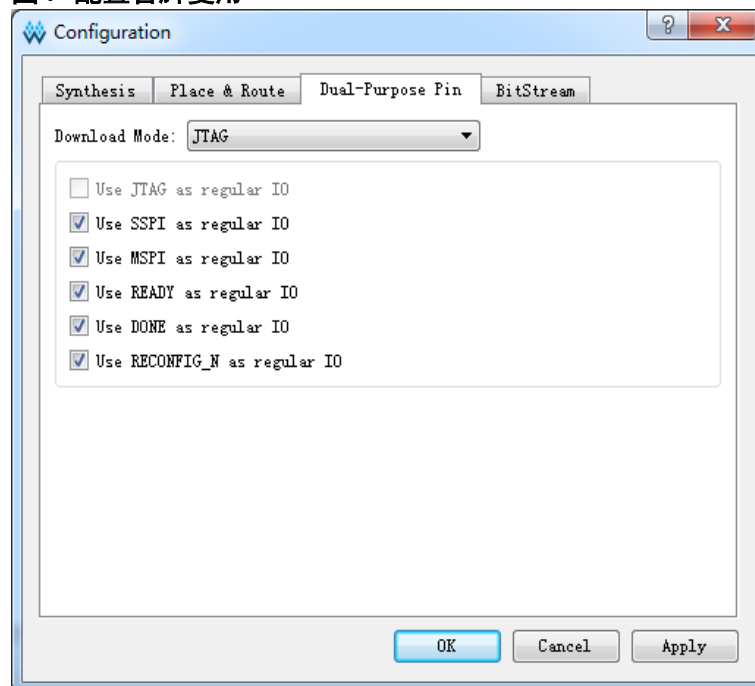 Configuration
Synthesis Place & Route Dual-Purpose Pin BitStream
Download Mode: JTAG
Use JTAG as regular IO
Use SSPI as regular IO
Use MSPI as regular IO
Use READY as regular IO
Use DONE as regular IO
Use RECONFIG_N as regular IO
OK Cancel Apply